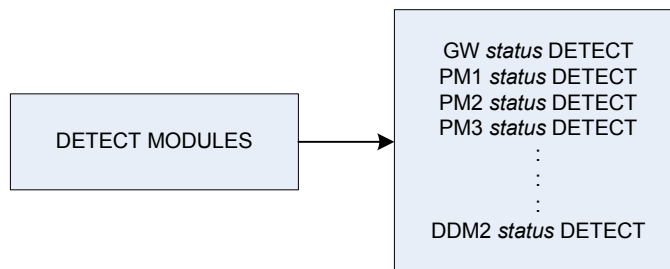 DETECT MODULES
GW status DETECT
PM1 status DETECT
PM2 status DETECT
PM3 status DETECT
:
:
:
DDM2 status DETECT